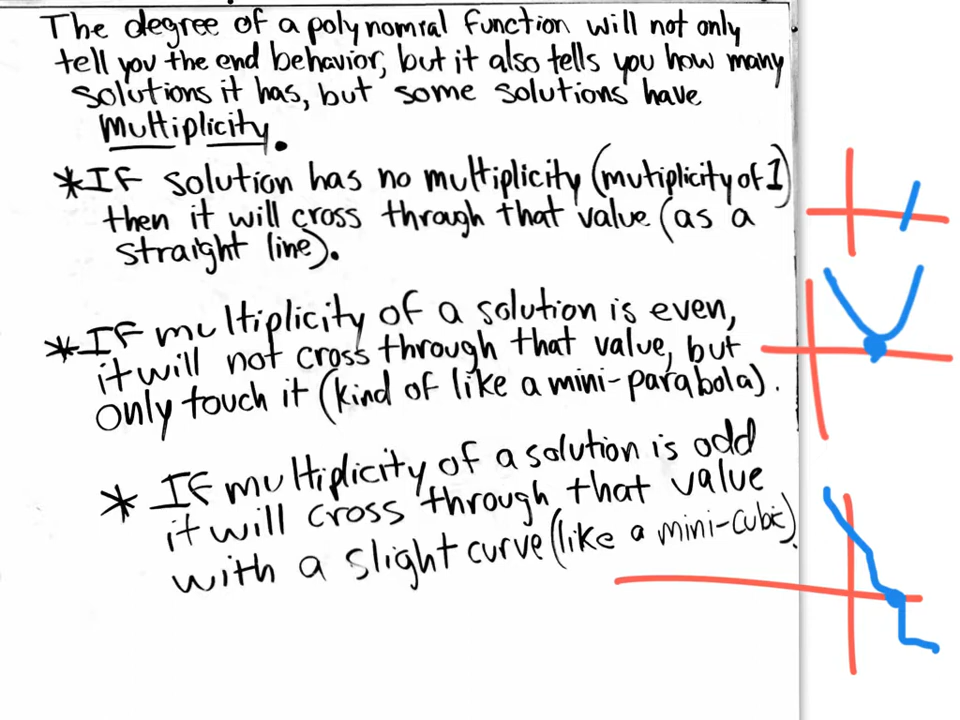 The degree of a polynomial function will not only
tell you the end behavior, but it also tells you how many
solutions it has, but some solutions have
multiplicity.
*If solution has no multiplicity (mutiplicity of 1)
then it will cross through that value (as a
straight line).
*If multiplicity of a solution is even,
it will not cross through that value, but
only touch it (kind of like a mini-parabola).
* If multiplicity of a solution is odd
it will cross through that value
with a slight curve (like a mini-cubic).